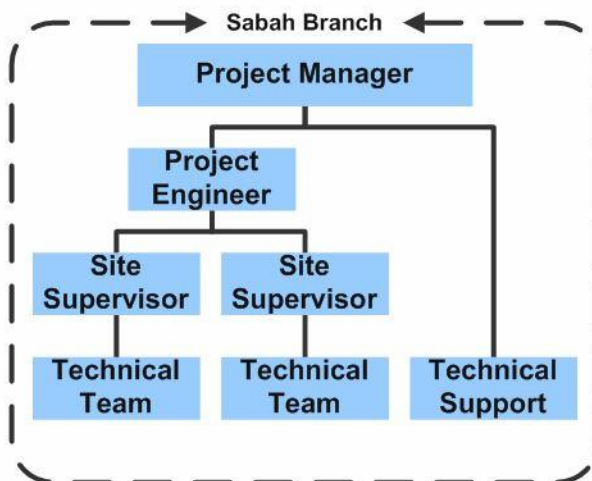 Sabah Branch
Project Manager
Project
Engineer
Site
Supervisor
Site
Supervisor
Technical
Team
Technical
Team
Technical
Support